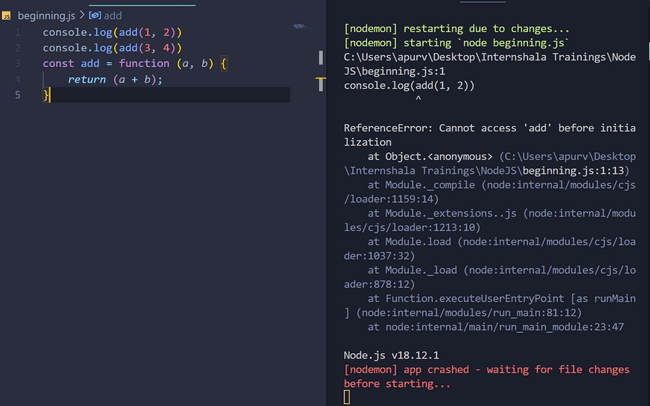 beginning.js > add
1 console.log(add(1, 2))
2 console.log(add(3, 4))
3 const add = function (a, b) {
4 return (a + b);
5 }
[nodemon] restarting due to changes...
[nodemon] starting `node beginning.js`
C:\Users\apurv\Desktop\Internshala Trainings\Node
JS\beginning.js:1
console.log(add(1, 2))
^
ReferenceError: Cannot access 'add' before initia
lization
at Object.<anonymous> (C:\Users\apurv\Desktop
\Internshala Trainings\NodeJS\beginning.js:1:13)
at Module._compile (node:internal/modules/cjs
/loader:1159:14)
at Module._extensions..js (node:internal/modu
les/cjs/loader:1213:10)
at Module.load (node:internal/modules/cjs/loa
der:1037:32)
at Module._load (node:internal/modules/cjs/lo
ader:878:12)
at Function.executeUserEntryPoint [as runMain
] (node:internal/modules/run_main:81:12)
at node:internal/main/run_main_module:23:47
Node.js v18.12.1
[nodemon] app crashed - waiting for file changes
before starting...